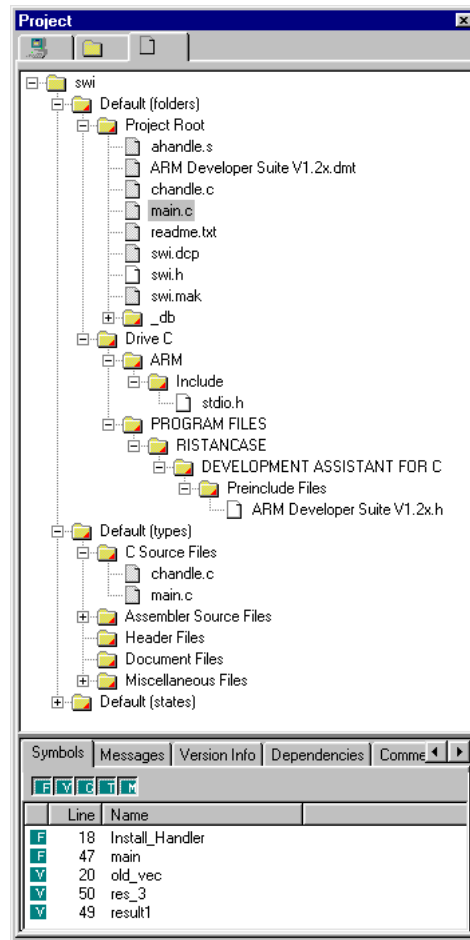 Project
swi
Default (folders)
Project Root
ahandle.s
ARM Developer Suite V1.2x.dmt
chandle.c
main.c
readme.txt
swi.dcp
swi.h
swi.mak
_db
Drive C
ARM
Include
stdio.h
PROGRAM FILES
RISTANCASE
DEVELOPMENT ASSISTANT FOR C
Preinclude Files
ARM Developer Suite V1.2x.h
Default (types)
C Source Files
chandle.c
main.c
Assembler Source Files
Header Files
Document Files
Miscellaneous Files
Default (states)
Symbols Messages Version Info Dependencies Comme
F V C T M
Line Name
F 18 Install_Handler
F 47 main
V 20 old_vec
V 50 res_3
V 49 result1